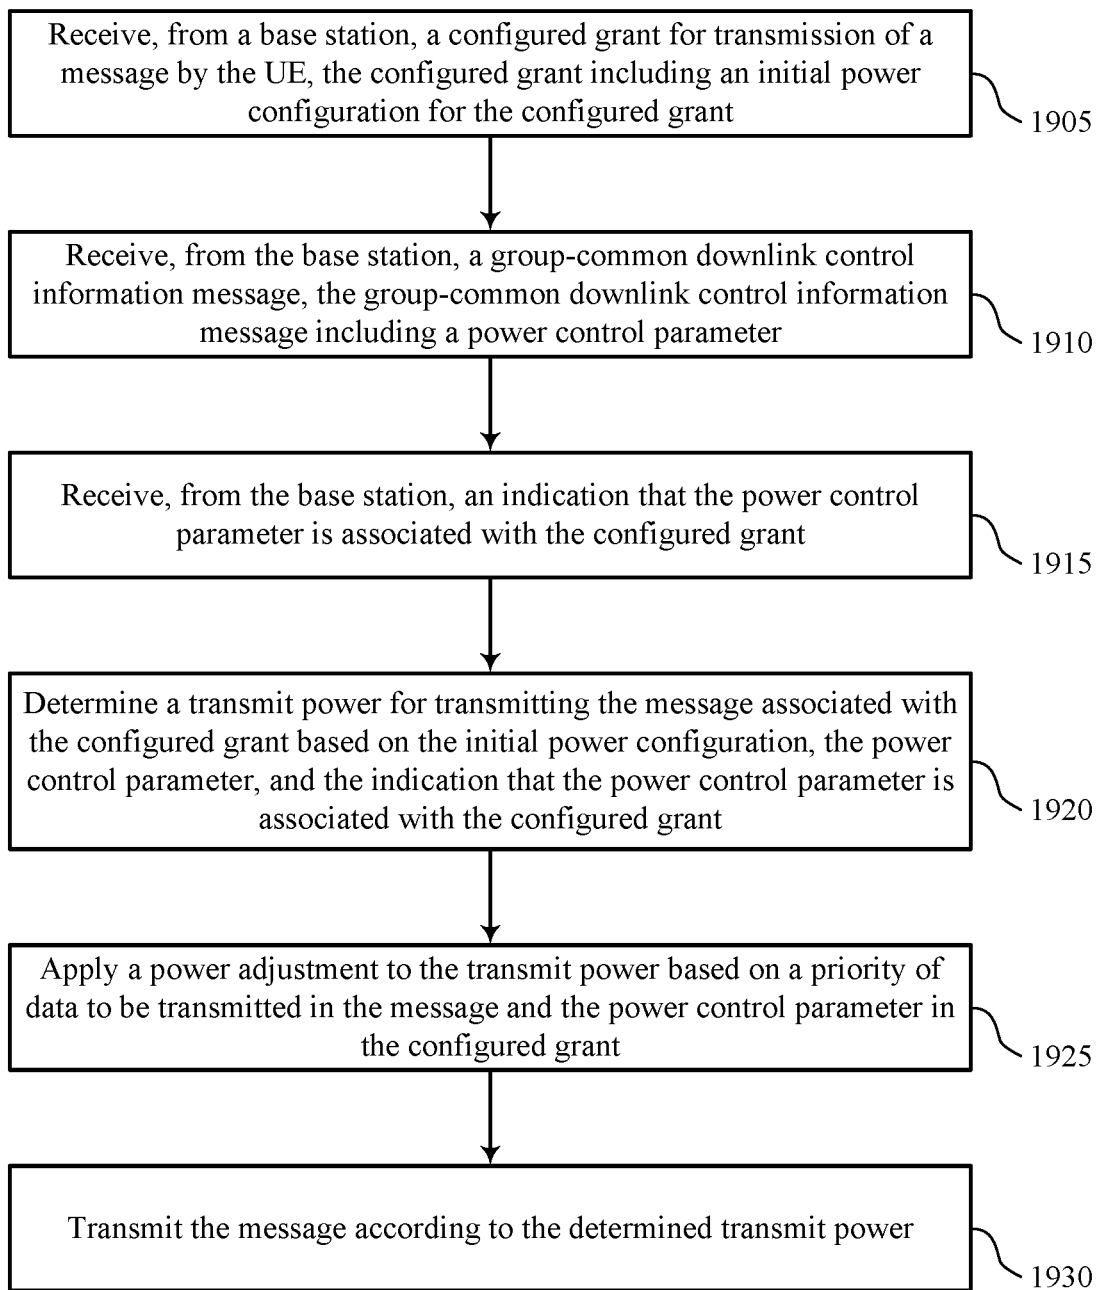 Receive, from a base station, a configured grant for transmission of a
message by the UE, the configured grant including an initial power
configuration for the configured grant
1905
Receive, from the base station, a group-common downlink control
information message, the group-common downlink control information
message including a power control parameter
1910
Receive, from the base station, an indication that the power control
parameter is associated with the configured grant
1915
Determine a transmit power for transmitting the message associated with
the configured grant based on the initial power configuration, the power
control parameter, and the indication that the power control parameter is
associated with the configured grant
1920
Apply a power adjustment to the transmit power based on a priority of
data to be transmitted in the message and the power control parameter in
the configured grant
1925
Transmit the message according to the determined transmit power
1930